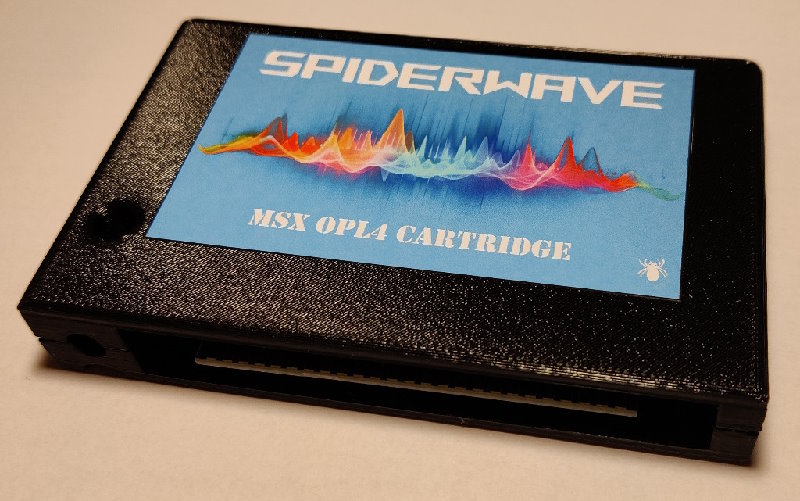 SPIDERWAVE
MSX OPL4 CARTRIDGE